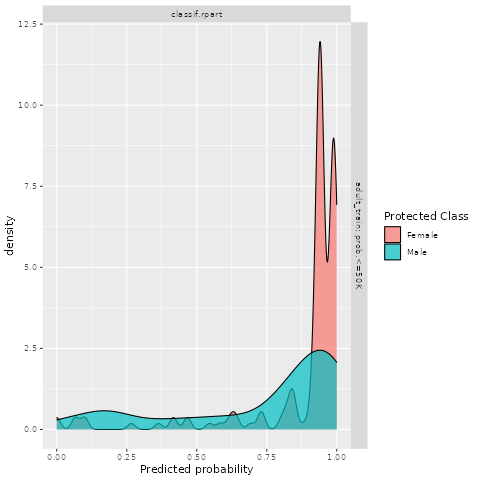 classif.rpart
12.5
10.0
7.5
5.0
2.5
0.0
density
0.00 0.25 0.50 0.75 1.00
Predicted probability
adult_train: prob.<=50K
Protected Class
Female
Male